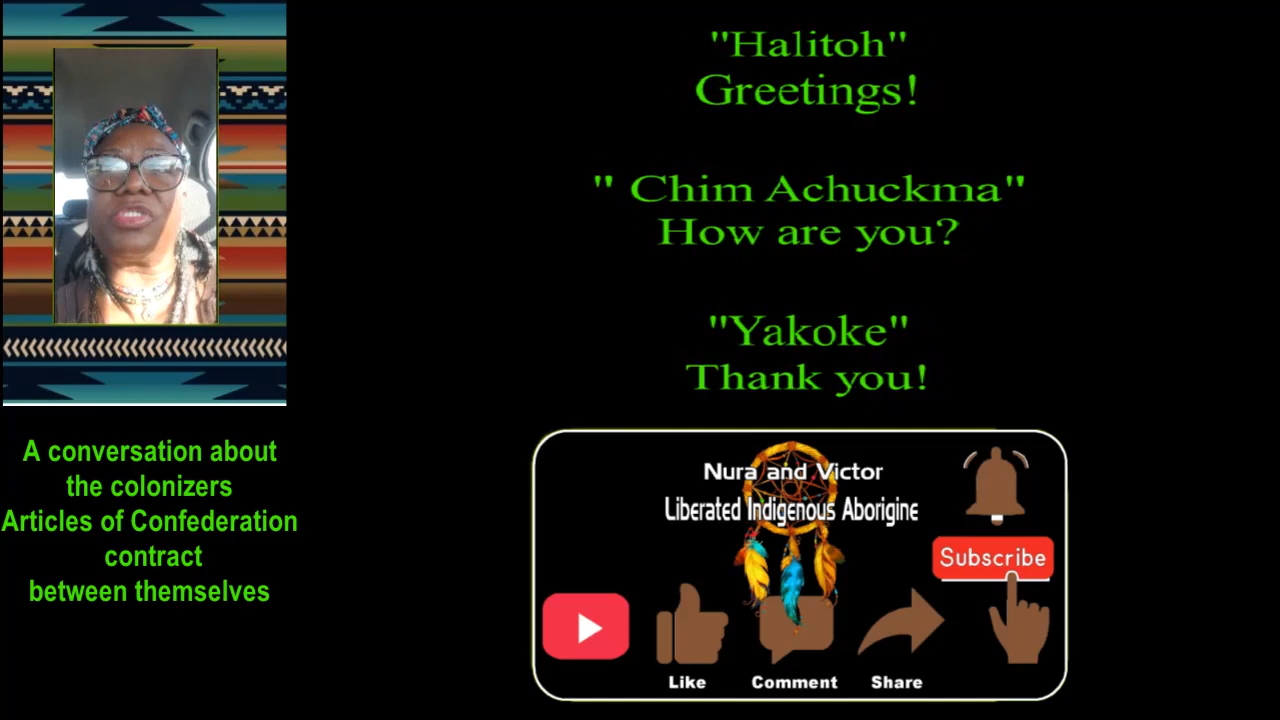 "Halitoh"
Greetings!
" Chim Achuckma"
How are you?
"Yakoke"
Thank you!
A conversation about
the colonizers
Articles of Confederation
contract
between themselves
Nura and Victor
Liberated Indigenous Aborigine
Subscribe
Like
Comment
Share